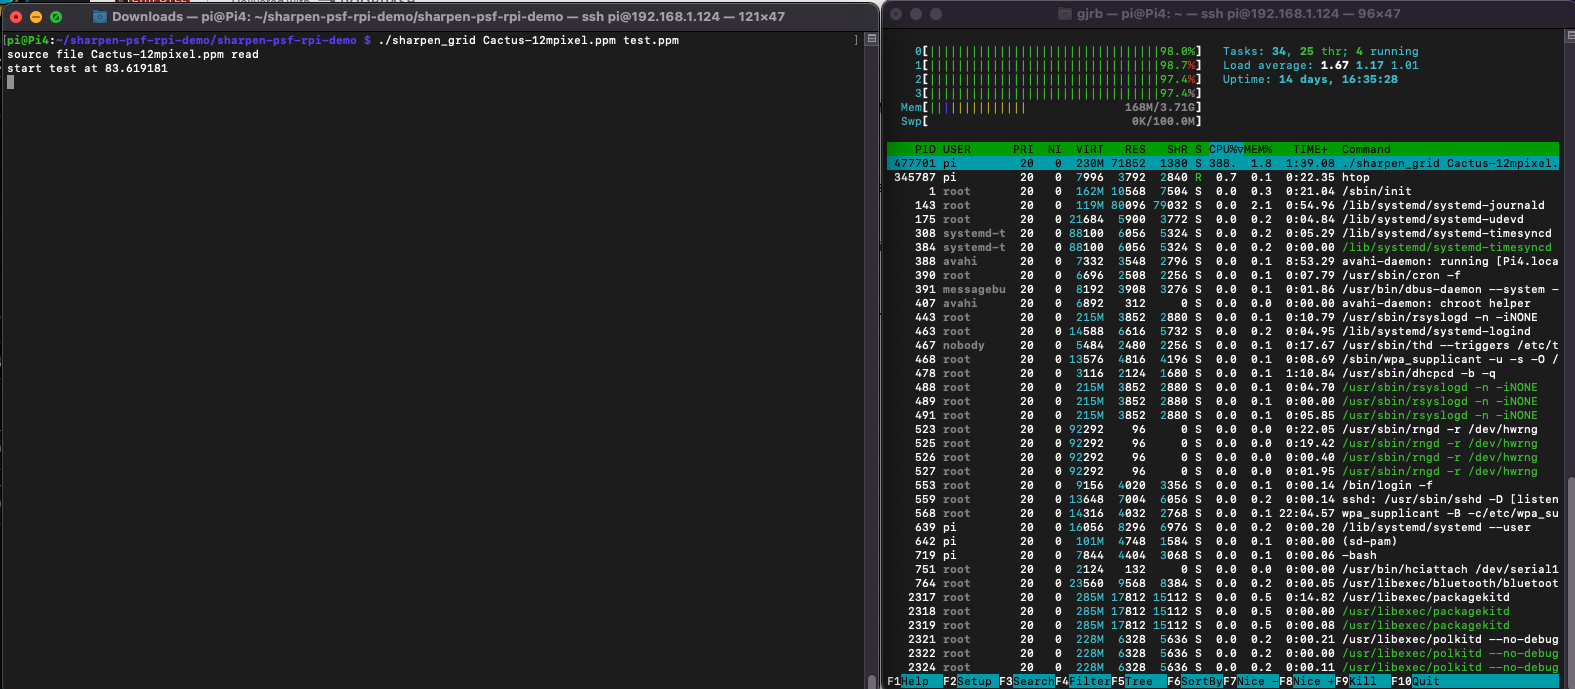 Downloads — pi@Pi4: ~/sharpen-psf-rpi-demo/sharpen-psf-rpi-demo — ssh pi@192.168.1.124 — 121×47
[pi@Pi4:~/sharpen-psf-rpi-demo/sharpen-psf-rpi-demo $ ./sharpen_grid Cactus-12mpixel.ppm test.ppm ]
source file Cactus-12mpixel.ppm read
start test at 83.619181
gjrb — pi@Pi4: ~ — ssh pi@192.168.1.124 — 96×47
0[|||||||||||||||||||||||||||||||||98.0%] Tasks: 34, 25 thr; 4 running
1[|||||||||||||||||||||||||||||||||98.7%] Load average: 1.67 1.17 1.01
2[|||||||||||||||||||||||||||||||||97.4%] Uptime: 14 days, 16:35:28
3[|||||||||||||||||||||||||||||||||97.4%]
Mem[|||||||||||||| 168M/3.71G]
Swp[ 0K/100.0M]
PID USER PRI NI VIRT RES SHR S CPU%▽MEM% TIME+ Command
477701 pi 20 0 230M 71852 1380 S 388. 1.8 1:39.08 ./sharpen_grid Cactus-12mpixel.
345787 pi 20 0 7996 3792 2840 R 0.7 0.1 0:22.35 htop
1 root 20 0 162M 10568 7504 S 0.0 0.3 0:21.04 /sbin/init
143 root 20 0 119M 80096 79032 S 0.0 2.1 0:54.96 /lib/systemd/systemd-journald
175 root 20 0 21684 5900 3772 S 0.0 0.2 0:04.84 /lib/systemd/systemd-udevd
308 systemd-t 20 0 88100 6056 5324 S 0.0 0.2 0:05.29 /lib/systemd/systemd-timesyncd
384 systemd-t 20 0 88100 6056 5324 S 0.0 0.2 0:00.00 /lib/systemd/systemd-timesyncd
388 avahi 20 0 7332 3548 2796 S 0.0 0.1 8:53.29 avahi-daemon: running [Pi4.loca
390 root 20 0 6696 2508 2256 S 0.0 0.1 0:07.79 /usr/sbin/cron -f
391 messagebu 20 0 8192 3908 3276 S 0.0 0.1 0:01.86 /usr/bin/dbus-daemon --system -
407 avahi 20 0 6892 312 0 S 0.0 0.0 0:00.00 avahi-daemon: chroot helper
443 root 20 0 215M 3852 2880 S 0.0 0.1 0:10.79 /usr/sbin/rsyslogd -n -iNONE
463 root 20 0 14588 6616 5732 S 0.0 0.2 0:04.95 /lib/systemd/systemd-logind
467 nobody 20 0 5484 2480 2256 S 0.0 0.1 0:17.67 /usr/sbin/thd --triggers /etc/t
468 root 20 0 13576 4816 4196 S 0.0 0.1 0:08.69 /sbin/wpa_supplicant -u -s -O /
478 root 20 0 3116 2124 1680 S 0.0 0.1 1:10.84 /usr/sbin/dhcpcd -b -q
488 root 20 0 215M 3852 2880 S 0.0 0.1 0:04.70 /usr/sbin/rsyslogd -n -iNONE
489 root 20 0 215M 3852 2880 S 0.0 0.1 0:00.00 /usr/sbin/rsyslogd -n -iNONE
491 root 20 0 215M 3852 2880 S 0.0 0.1 0:05.85 /usr/sbin/rsyslogd -n -iNONE
523 root 20 0 92292 96 0 S 0.0 0.0 0:22.05 /usr/sbin/rngd -r /dev/hwrng
525 root 20 0 92292 96 0 S 0.0 0.0 0:19.42 /usr/sbin/rngd -r /dev/hwrng
526 root 20 0 92292 96 0 S 0.0 0.0 0:00.40 /usr/sbin/rngd -r /dev/hwrng
527 root 20 0 92292 96 0 S 0.0 0.0 0:01.95 /usr/sbin/rngd -r /dev/hwrng
553 root 20 0 9156 4020 3356 S 0.0 0.1 0:00.14 /bin/login -f
559 root 20 0 13648 7004 6056 S 0.0 0.2 0:00.14 sshd: /usr/sbin/sshd -D [listen
568 root 20 0 14316 4032 2768 S 0.0 0.1 22:04.57 wpa_supplicant -B -c/etc/wpa_su
639 pi 20 0 16056 8296 6976 S 0.0 0.2 0:00.20 /lib/systemd/systemd --user
642 pi 20 0 101M 4748 1584 S 0.0 0.1 0:00.00 (sd-pam)
719 pi 20 0 7844 4404 3068 S 0.0 0.1 0:00.06 -bash
751 root 20 0 2124 132 0 S 0.0 0.0 0:00.00 /usr/bin/hciattach /dev/serial1
764 root 20 0 23560 9568 8384 S 0.0 0.2 0:00.05 /usr/libexec/bluetooth/bluetoot
2317 root 20 0 285M 17812 15112 S 0.0 0.5 0:14.82 /usr/libexec/packagekitd
2318 root 20 0 285M 17812 15112 S 0.0 0.5 0:00.00 /usr/libexec/packagekitd
2319 root 20 0 285M 17812 15112 S 0.0 0.5 0:00.08 /usr/libexec/packagekitd
2321 root 20 0 228M 6328 5636 S 0.0 0.2 0:00.21 /usr/libexec/polkitd --no-debug
2322 root 20 0 228M 6328 5636 S 0.0 0.2 0:00.00 /usr/libexec/polkitd --no-debug
2324 root 20 0 228M 6328 5636 S 0.0 0.2 0:00.11 /usr/libexec/polkitd --no-debug
F1Help F2Setup F3SearchF4FilterF5Tree F6SortByF7Nice -F8Nice +F9Kill F10Quit